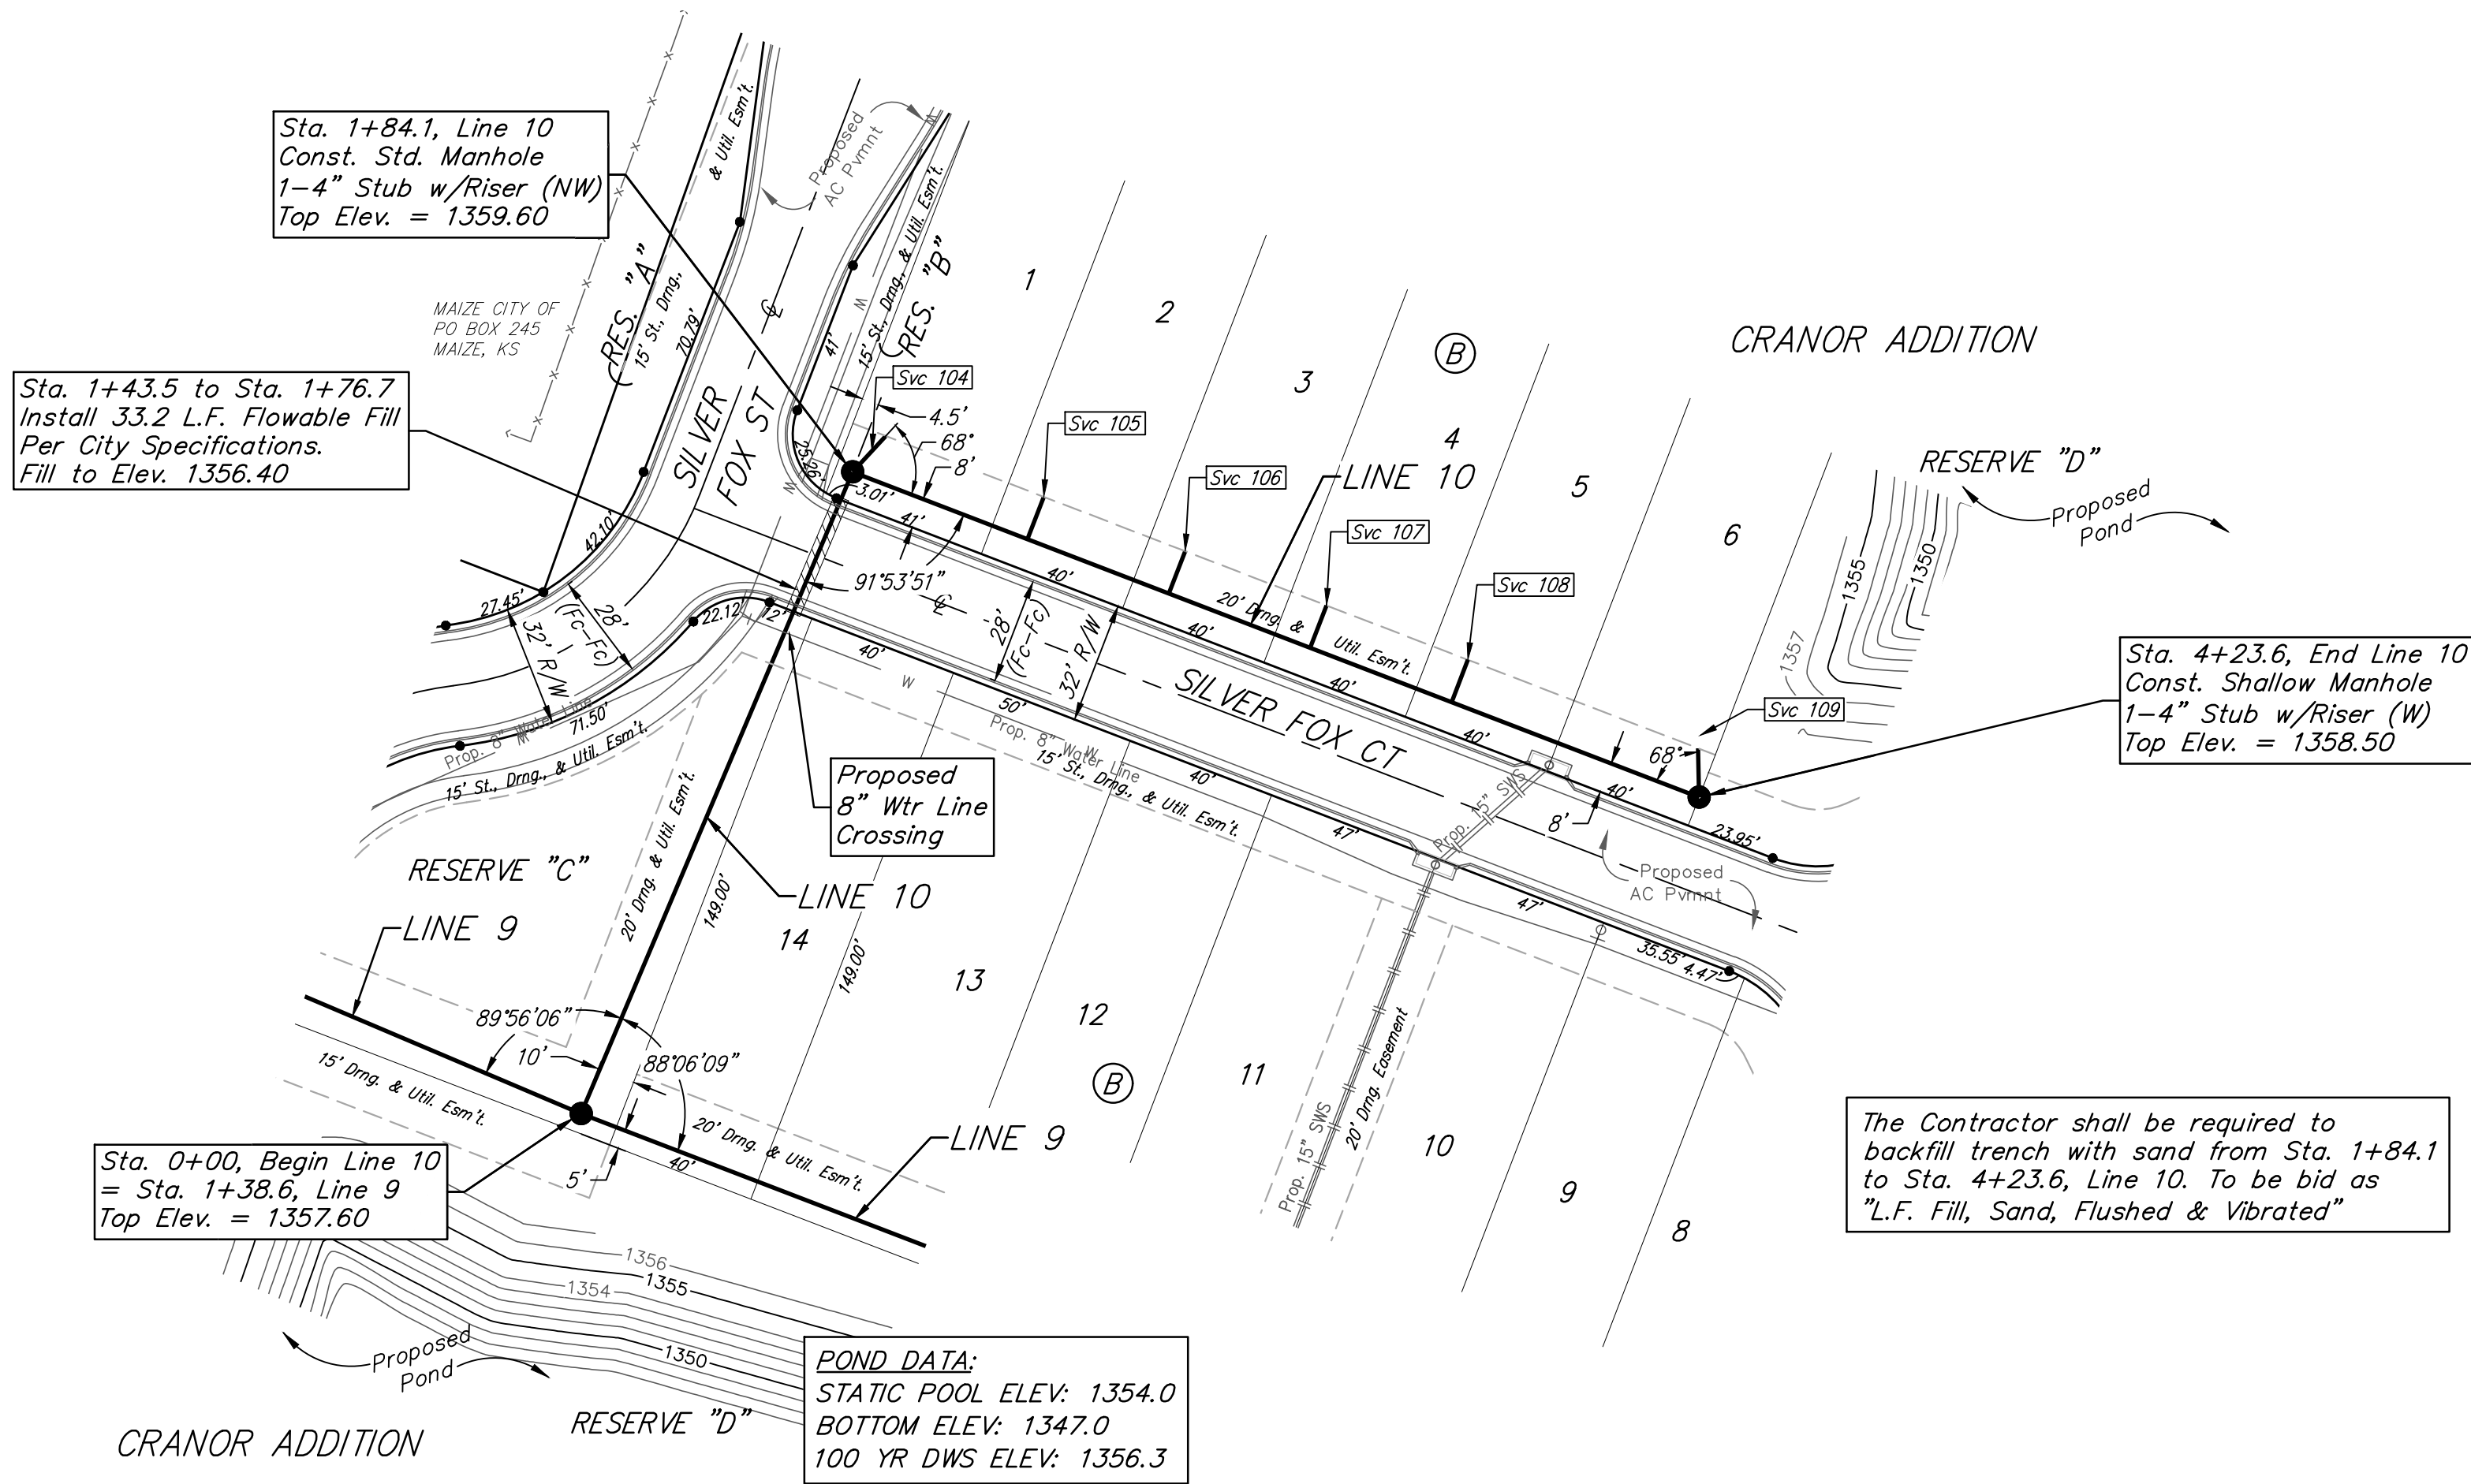 Sta. 1+84.1, Line 10
Const. Std. Manhole
1-4" Stub w/Riser (NW)
Top Elev. = 1359.60
Sta. 1+43.5 to Sta. 1+76.7
Install 33.2 L.F. Flowable Fill
Per City Specifications.
Fill to Elev. 1356.40
MAIZE CITY OF
PO BOX 245
MAIZE, KS
RES. "A"
15' St., Drng.,
& Util. Esm't.
70.79'
42.10'
27.45'
SILVER
FOX ST
℄
Proposed
AC Pvmnt
W
W
W
41'
25.26'
15' St., Drng., & Util. Esm't.
RES. "B"
Svc 104
4.5'
68°
8'
3.01'
41'
91°53'51"
℄
1
2
3
4
5
6
Svc 105
Svc 106
Svc 107
Svc 108
Svc 109
LINE 10
B
CRANOR ADDITION
RESERVE "D"
Proposed
Pond
1355
1350
1357
Sta. 4+23.6, End Line 10
Const. Shallow Manhole
1-4" Stub w/Riser (W)
Top Elev. = 1358.50
20' Drng. &
Util. Esm't.
40'
40'
40'
40'
40'
23.95'
68°
8'
28'
(Fc-Fc)
32' R/W
28'
(Fc-Fc)
32' R/W
SILVER FOX CT
Proposed
AC Pvmnt
Prop. 15" SWS
22.12'
12'
71.50'
Prop. 8" Water Line
W
15' St., Drng., & Util. Esm't.
40'
W
50'
Prop. 8" Water Line
W
15' St., Drng., & Util. Esm't.
40'
47'
47'
35.55'
4.47'
Proposed
8" Wtr Line
Crossing
RESERVE "C"
LINE 9
20' Drng. & Util. Esm't.
LINE 10
149.00'
149.00'
14
13
12
11
10
9
8
B
Prop. 15" SWS
20' Drng. Easement
89°56'06"
10'
88°06'09"
15' Drng. & Util. Esm't.
20' Drng. & Util. Esm't.
LINE 9
5'
40'
Sta. 0+00, Begin Line 10
= Sta. 1+38.6, Line 9
Top Elev. = 1357.60
The Contractor shall be required to
backfill trench with sand from Sta. 1+84.1
to Sta. 4+23.6, Line 10. To be bid as
"L.F. Fill, Sand, Flushed & Vibrated"
1356
1355
1354
1350
Proposed
Pond
RESERVE "D"
CRANOR ADDITION
POND DATA:
STATIC POOL ELEV: 1354.0
BOTTOM ELEV: 1347.0
100 YR DWS ELEV: 1356.3